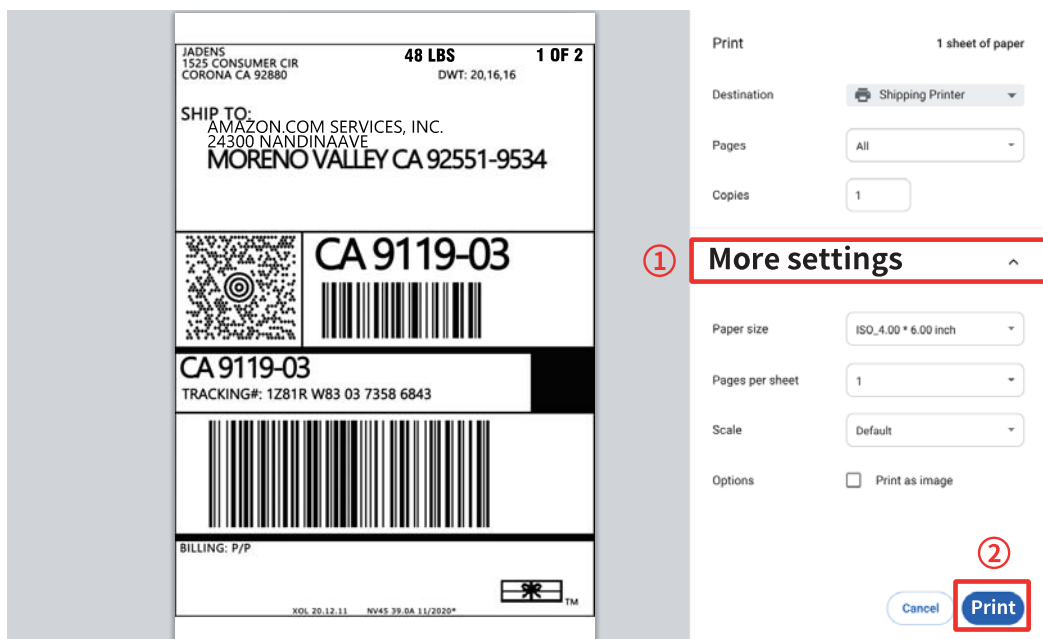 JADENS
1525 CONSUMER CIR
CORONA CA 92880
48 LBS
1 OF 2
DWT: 20,16,16
SHIP TO:
AMAZON.COM SERVICES, INC.
24300 NANDINAAVE
MORENO VALLEY CA 92551-9534
CA 9119-03
CA 9119-03
TRACKING#: 1Z81R W83 03 7358 6843
BILLING: P/P
TM
XOL 20.12.11 NV45 39.0A 11/2020*
Print 1 sheet of paper
Destination Shipping Printer
Pages All
Copies 1
① More settings
Paper size ISO_4.00 * 6.00 inch
Pages per sheet 1
Scale Default
Options Print as image
②
Cancel Print